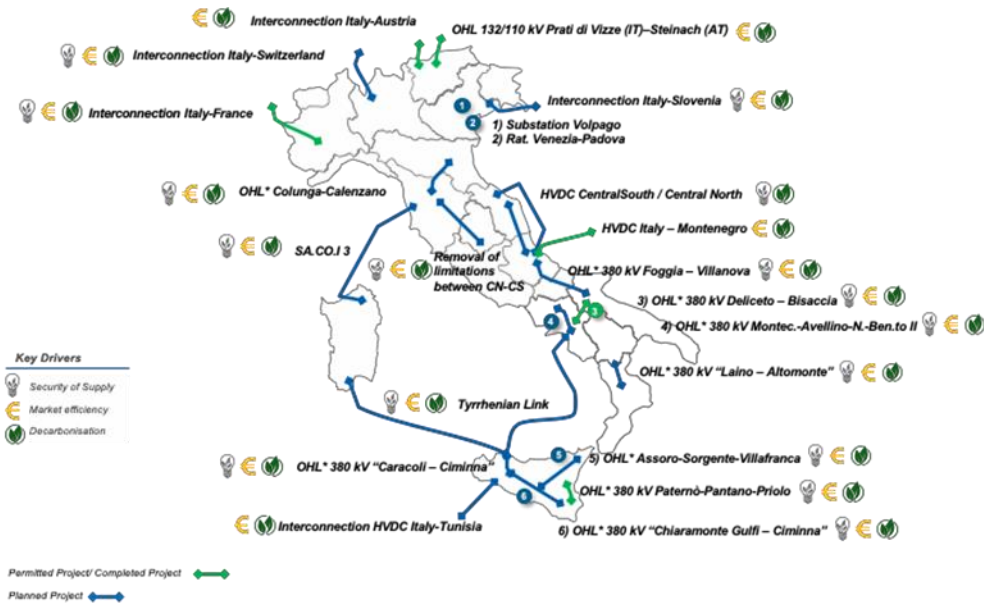 Interconnection Italy-Austria
OHL 132/110 kV Prati di Vizze (IT)–Steinach (AT)
Interconnection Italy-Switzerland
Interconnection Italy-France
Interconnection Italy-Slovenia
1
2
1) Substation Volpago
2) Rat. Venezia-Padova
OHL* Colunga-Calenzano
HVDC CentralSouth / Central North
HVDC Italy – Montenegro
SA.CO.I 3
Removal of
limitations
between CN-CS
OHL* 380 kV Foggia – Villanova
3) OHL* 380 kV Deliceto – Bisaccia
3
4
4) OHL* 380 kV Montec.-Avellino-N.-Ben.to II
Key Drivers
Security of Supply
Market efficiency
Decarbonisation
OHL* 380 kV “Laino – Altomonte”
Tyrrhenian Link
5
5) OHL* Assoro-Sorgente-Villafranca
OHL* 380 kV “Caracoli – Ciminna”
OHL* 380 kV Paternò-Pantano-Priolo
6
Interconnection HVDC Italy-Tunisia
6) OHL* 380 kV “Chiaramonte Gulfi – Ciminna”
Permitted Project/ Completed Project
Planned Project